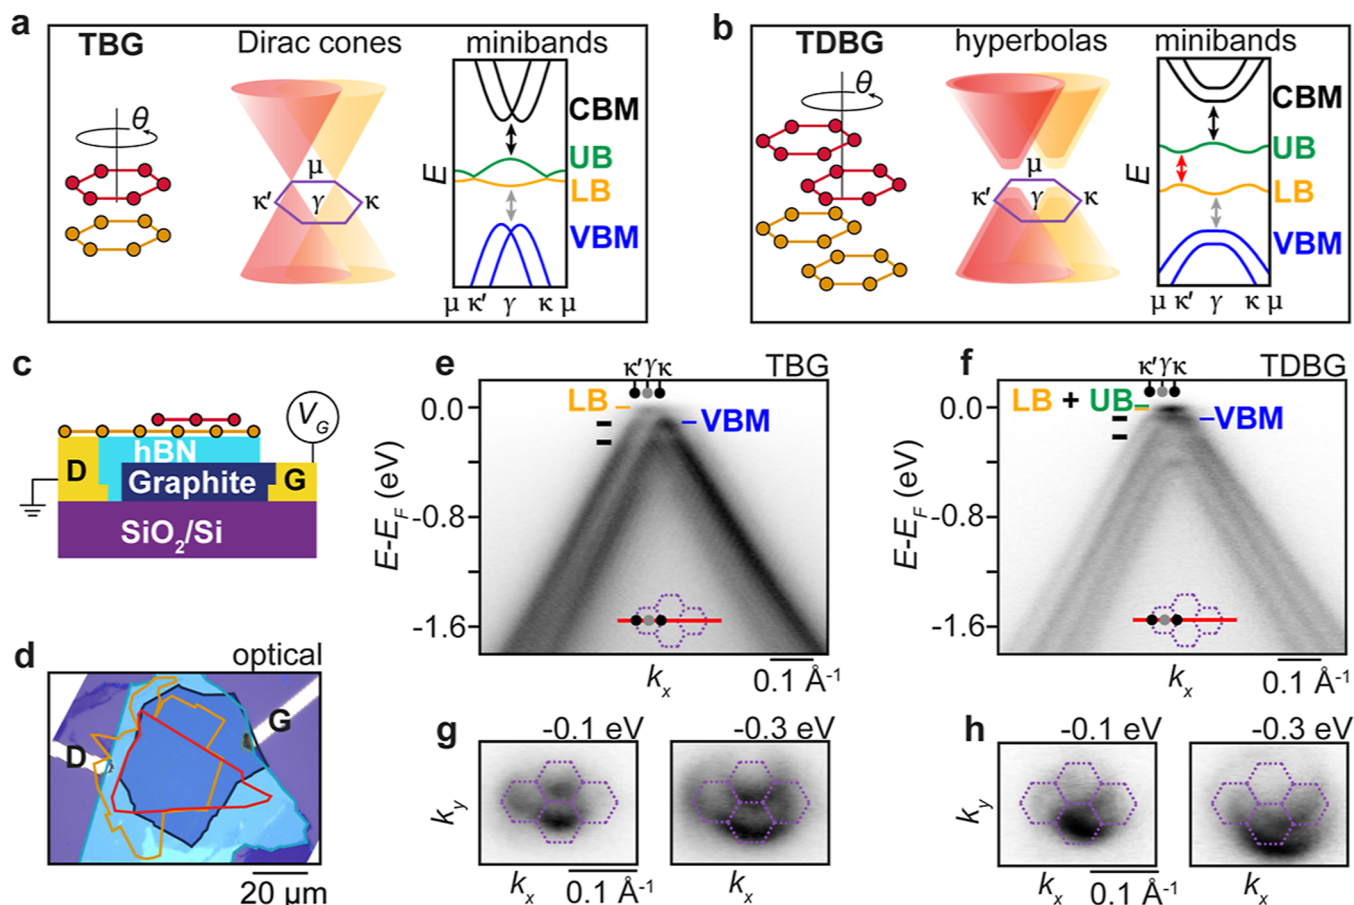 a
TBG
Dirac cones
minibands
θ
μ
κ′
γ
κ
E
CBM
UB
LB
VBM
μ κ′ γ κ μ
b
TDBG
hyperbolas
minibands
θ
μ
κ′
γ
κ
E
CBM
UB
LB
VBM
μ κ′ γ κ μ
c
V_G
hBN
D
Graphite
G
SiO₂/Si
d
optical
D
G
20 μm
e
TBG
κ′ γ κ
LB
VBM
0.0
-0.8
-1.6
E-E_F (eV)
k_x
0.1 Å⁻¹
f
TDBG
κ′ γ κ
LB + UB
VBM
0.0
-0.8
-1.6
E-E_F (eV)
k_x
0.1 Å⁻¹
g
-0.1 eV
-0.3 eV
k_y
k_x
0.1 Å⁻¹
k_x
h
-0.1 eV
-0.3 eV
k_y
k_x
0.1 Å⁻¹
k_x